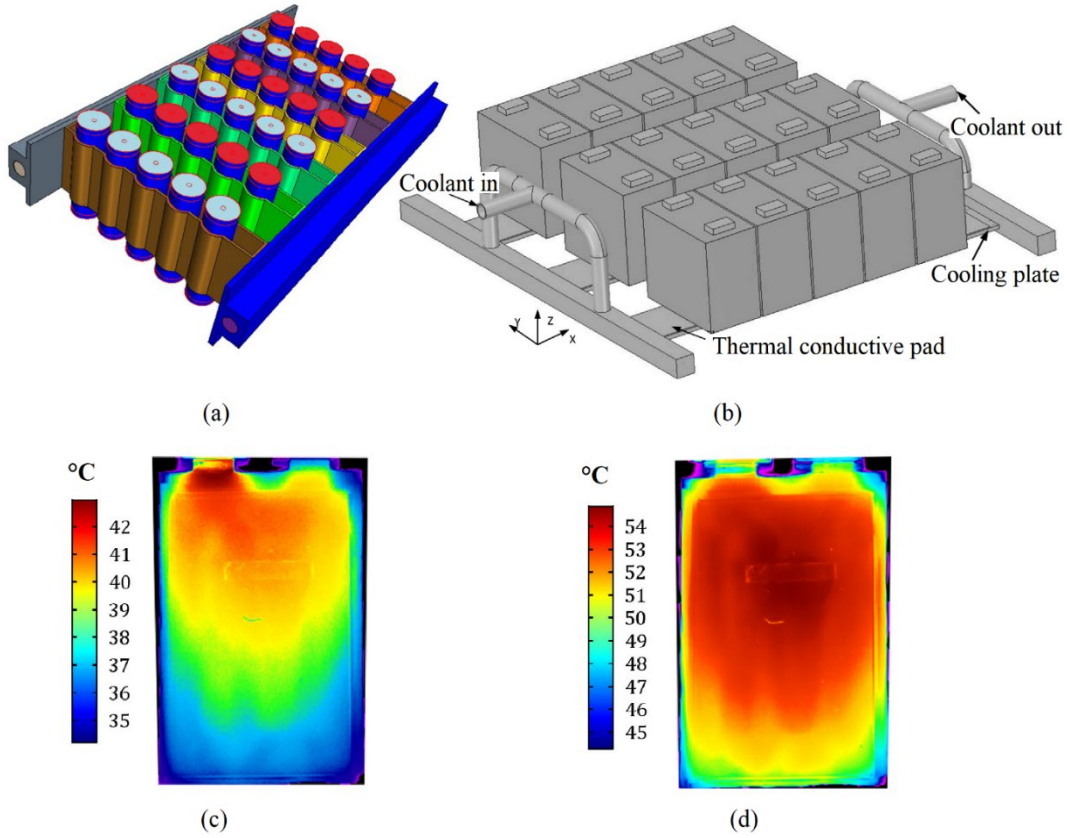 Coolant out
Coolant in
Cooling plate
Y
Z
X
Thermal conductive pad
(a)
(b)
°C
42
41
40
39
38
37
36
35
°C
54
53
52
51
50
49
48
47
46
45
(c)
(d)